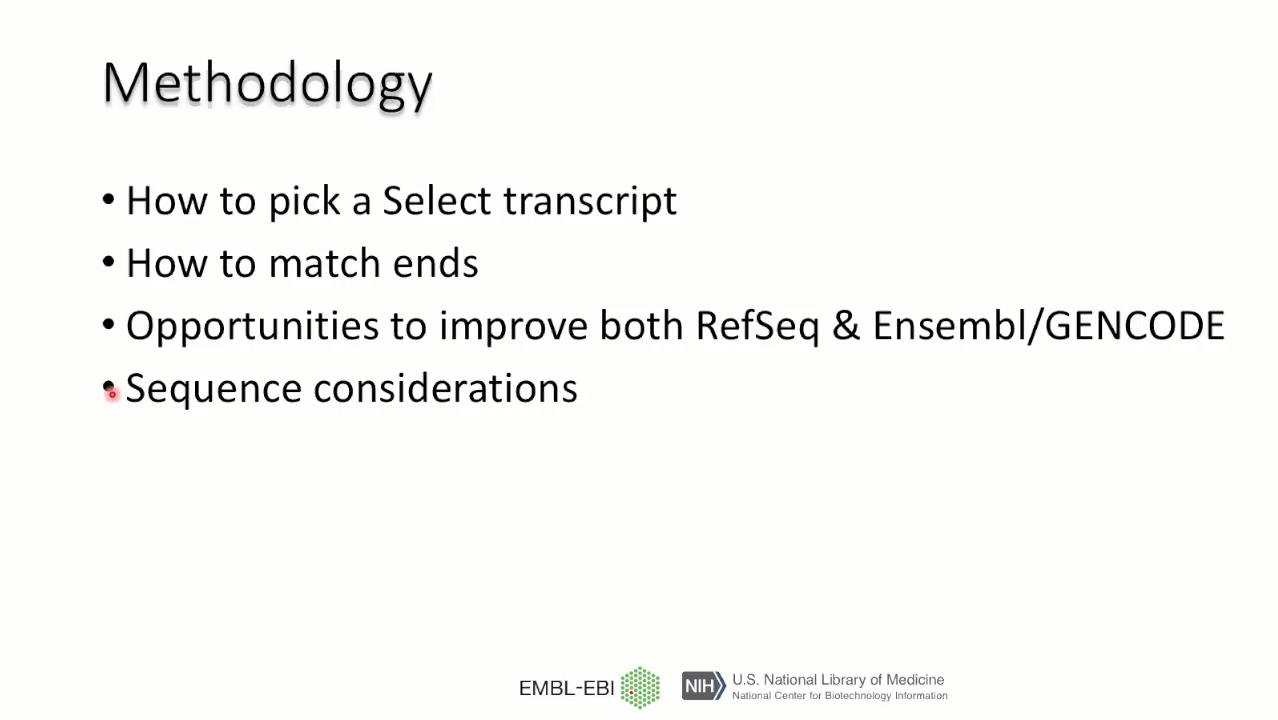 Methodology
• How to pick a Select transcript
• How to match ends
• Opportunities to improve both RefSeq & Ensembl/GENCODE
• Sequence considerations
EMBL-EBI
NIH
U.S. National Library of Medicine
National Center for Biotechnology Information